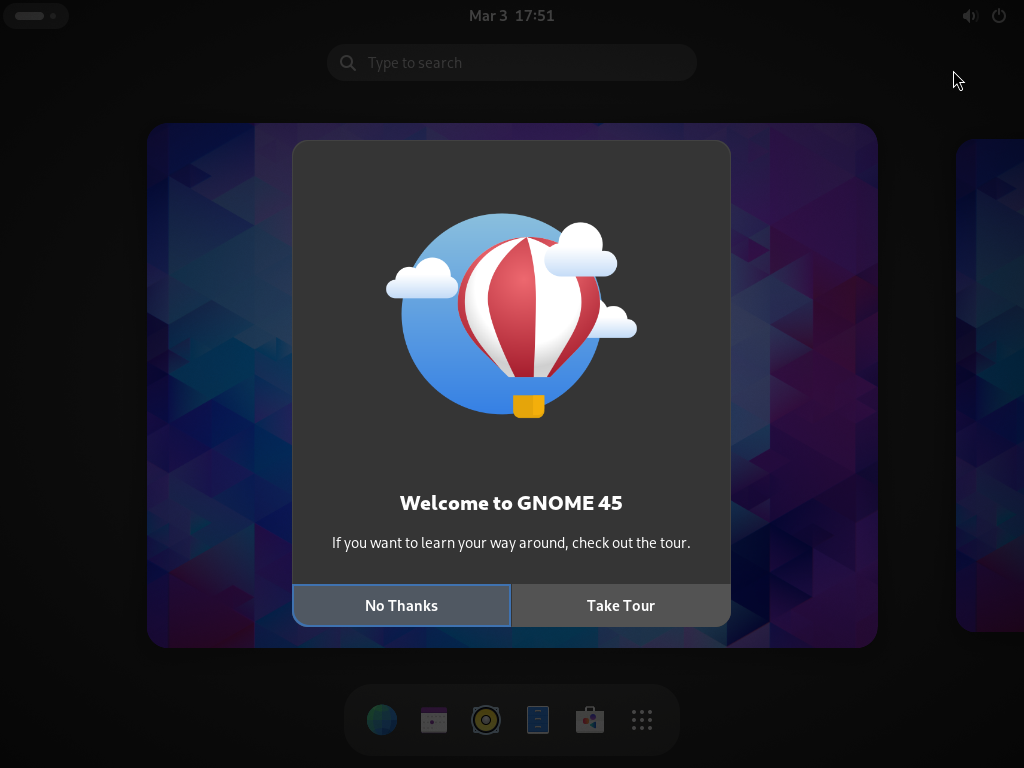 Mar 3 17:51
Type to search
Welcome to GNOME 45
If you want to learn your way around, check out the tour.
No Thanks
Take Tour